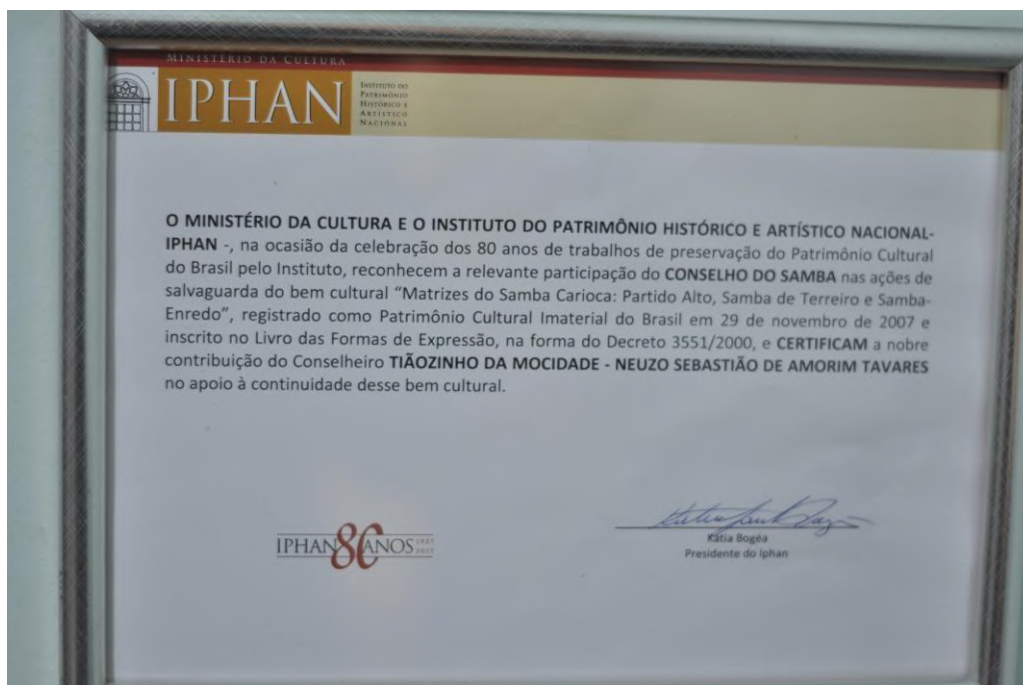 MINISTÉRIO DA CULTURA
IPHAN
INSTITUTO DO
PATRIMÔNIO
HISTÓRICO E
ARTÍSTICO
NACIONAL
O MINISTÉRIO DA CULTURA E O INSTITUTO DO PATRIMÔNIO HISTÓRICO E ARTÍSTICO NACIONAL-
IPHAN -, na ocasião da celebração dos 80 anos de trabalhos de preservação do Patrimônio Cultural
do Brasil pelo Instituto, reconhecem a relevante participação do CONSELHO DO SAMBA nas ações de
salvaguarda do bem cultural “Matrizes do Samba Carioca: Partido Alto, Samba de Terreiro e Samba-
Enredo”, registrado como Patrimônio Cultural Imaterial do Brasil em 29 de novembro de 2007 e
inscrito no Livro das Formas de Expressão, na forma do Decreto 3551/2000, e CERTIFICAM a nobre
contribuição do Conselheiro TIÃOZINHO DA MOCIDADE - NEUZO SEBASTIÃO DE AMORIM TAVARES
no apoio à continuidade desse bem cultural.
IPHAN 80 ANOS
1937
2017
Kátia Bogéa
Presidente do Iphan